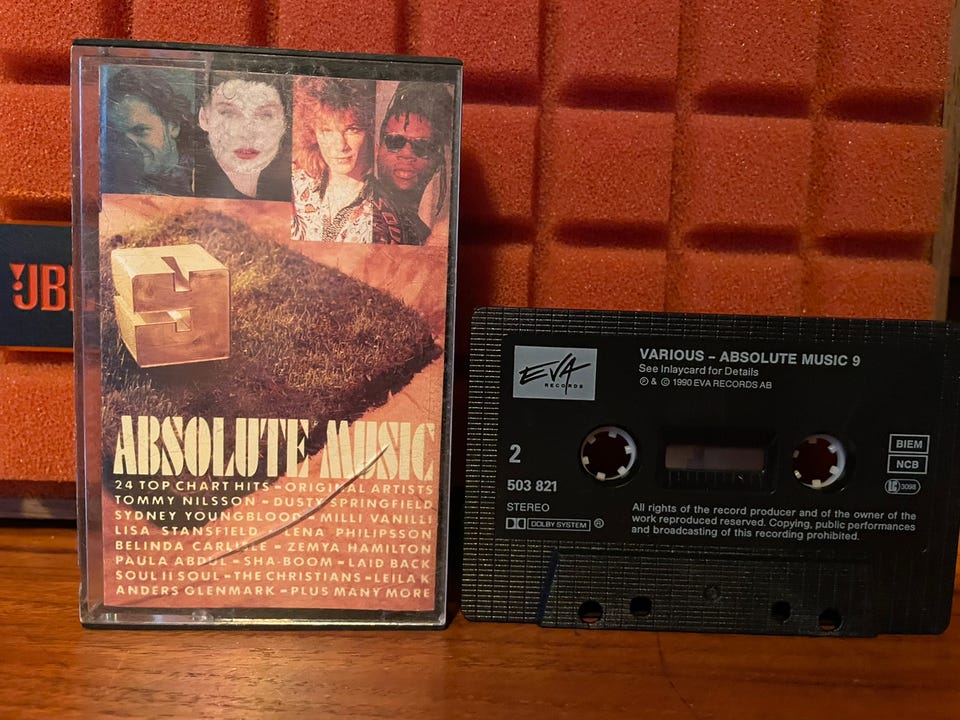 JBL
9
ABSOLUTE MUSIC
24 TOP CHART HITS - ORIGINAL ARTISTS
TOMMY NILSSON - DUSTY SPRINGFIELD
SYDNEY YOUNGBLOOD - MILLI VANILLI
LISA STANSFIELD - LENA PHILIPSSON
BELINDA CARLISLE - ZEMYA HAMILTON
PAULA ABDUL - SHA-BOOM - LAID BACK
SOUL II SOUL - THE CHRISTIANS - LEILA K
ANDERS GLENMARK - PLUS MANY MORE
EVA
RECORDS
VARIOUS – ABSOLUTE MUSIC 9
See Inlaycard for Details
℗ & © 1990 EVA RECORDS AB
2
503 821
STEREO
DOLBY SYSTEM ®
BIEM
NCB
LC 3098
All rights of the record producer and of the owner of the
work reproduced reserved. Copying, public performances
and broadcasting of this recording prohibited.